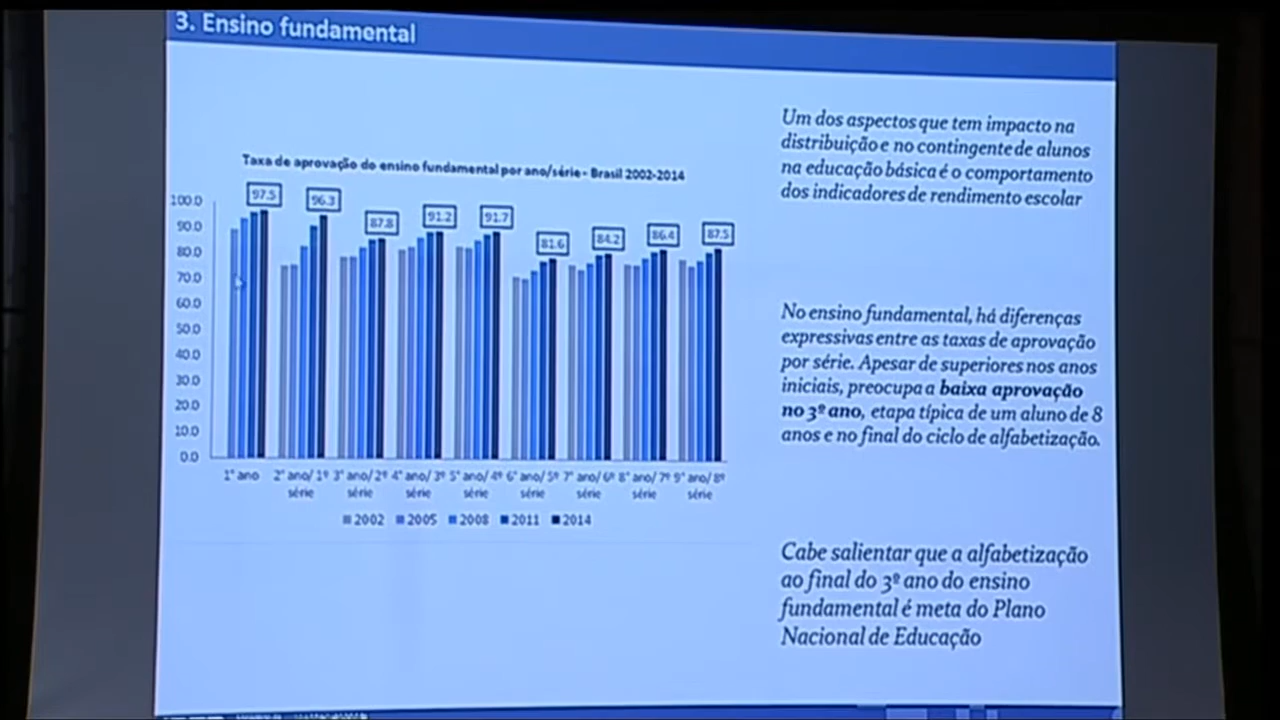 3. Ensino fundamental
Taxa de aprovação do ensino fundamental por ano/série - Brasil 2002-2014
100.0
90.0
80.0
70.0
60.0
50.0
40.0
30.0
20.0
10.0
0.0
97.5
96.3
87.8
91.2
91.7
81.6
84.2
86.4
87.5
1° ano 2° ano/ 1ª 3° ano/ 2ª 4° ano/ 3ª 5° ano/ 4ª 6° ano/ 5ª 7° ano/ 6ª 8° ano/ 7ª 9° ano/ 8ª
série série série série série série série série
2002 2005 2008 2011 2014
Um dos aspectos que tem impacto na
distribuição e no contingente de alunos
na educação básica é o comportamento
dos indicadores de rendimento escolar
No ensino fundamental, há diferenças
expressivas entre as taxas de aprovação
por série. Apesar de superiores nos anos
iniciais, preocupa a baixa aprovação
no 3º ano, etapa típica de um aluno de 8
anos e no final do ciclo de alfabetização.
Cabe salientar que a alfabetização
ao final do 3º ano do ensino
fundamental é meta do Plano
Nacional de Educação